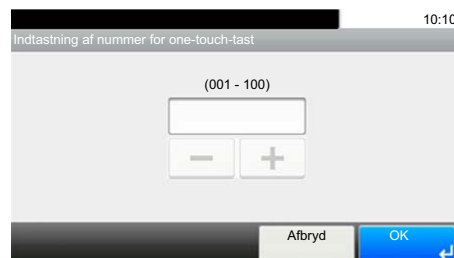 10:10
Indtastning af nummer for one-touch-tast
(001 - 100)
Afbryd
OK